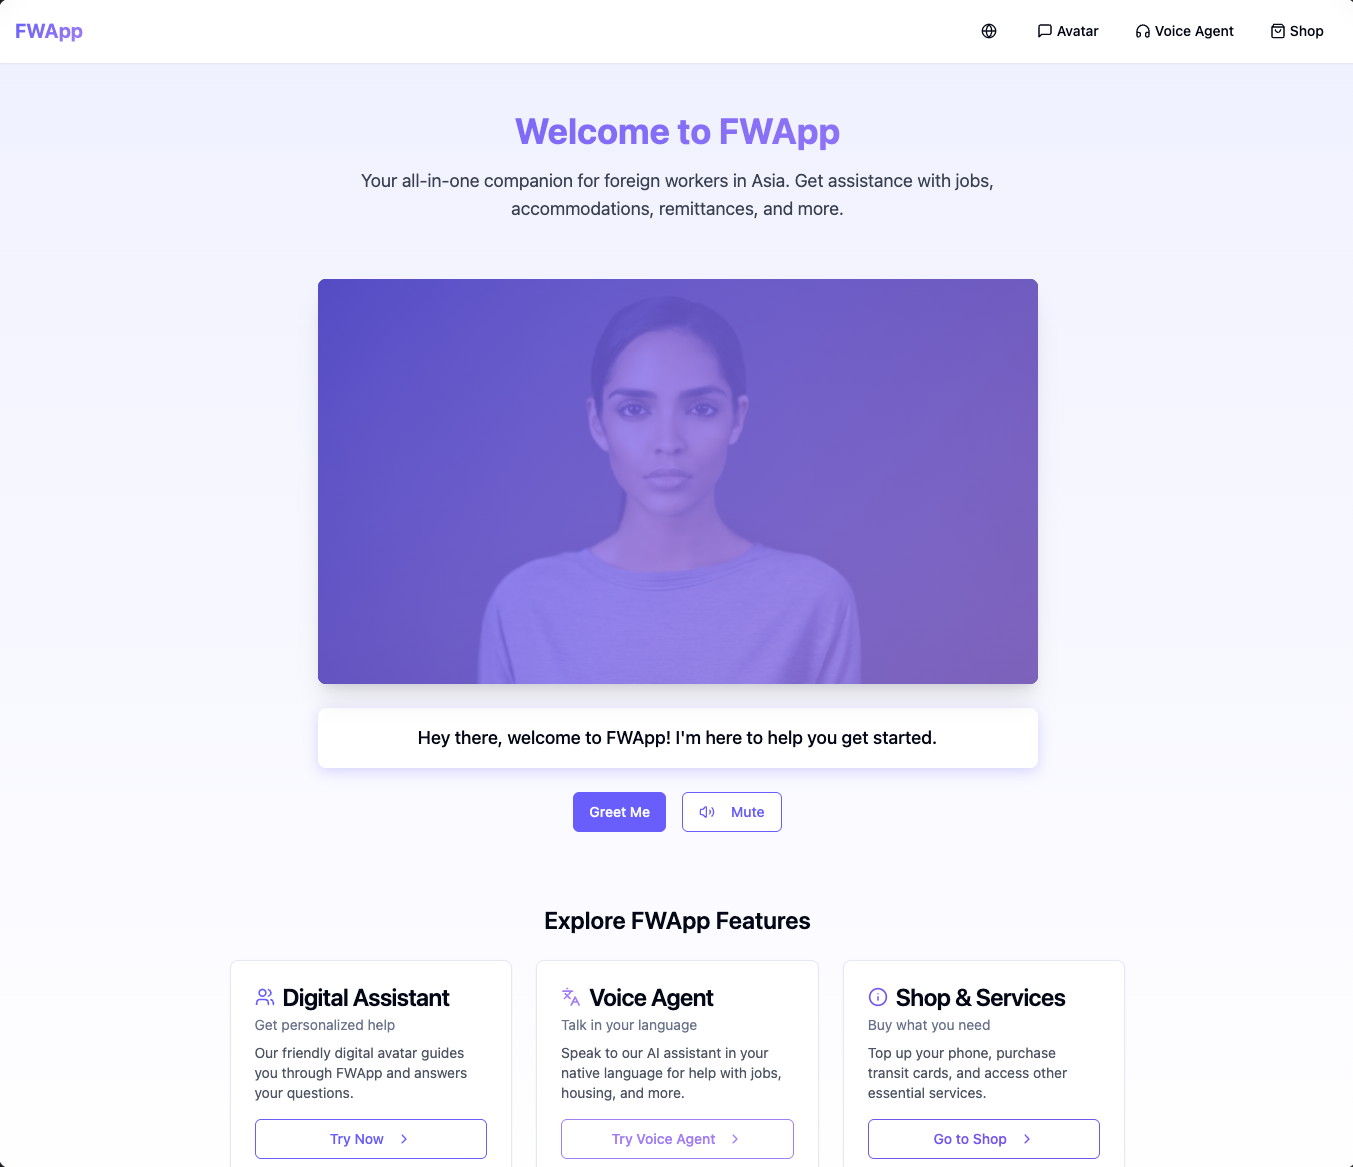 FWApp
Avatar
Voice Agent
Shop
Welcome to FWApp
Your all-in-one companion for foreign workers in Asia. Get assistance with jobs,
accommodations, remittances, and more.
Hey there, welcome to FWApp! I'm here to help you get started.
Greet Me
Mute
Explore FWApp Features
Digital Assistant
Get personalized help
Our friendly digital avatar guides
you through FWApp and answers
your questions.
Try Now
Voice Agent
Talk in your language
Speak to our AI assistant in your
native language for help with jobs,
housing, and more.
Try Voice Agent
Shop & Services
Buy what you need
Top up your phone, purchase
transit cards, and access other
essential services.
Go to Shop